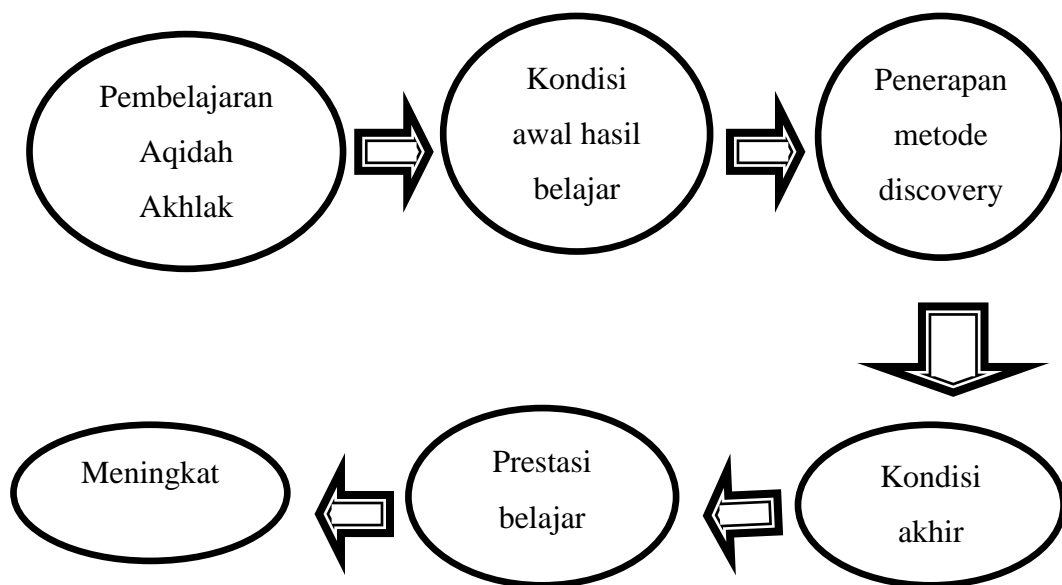 Pembelajaran
Aqidah
Akhlak
Kondisi
awal hasil
belajar
Penerapan
metode
discovery
Kondisi
akhir
Prestasi
belajar
Meningkat